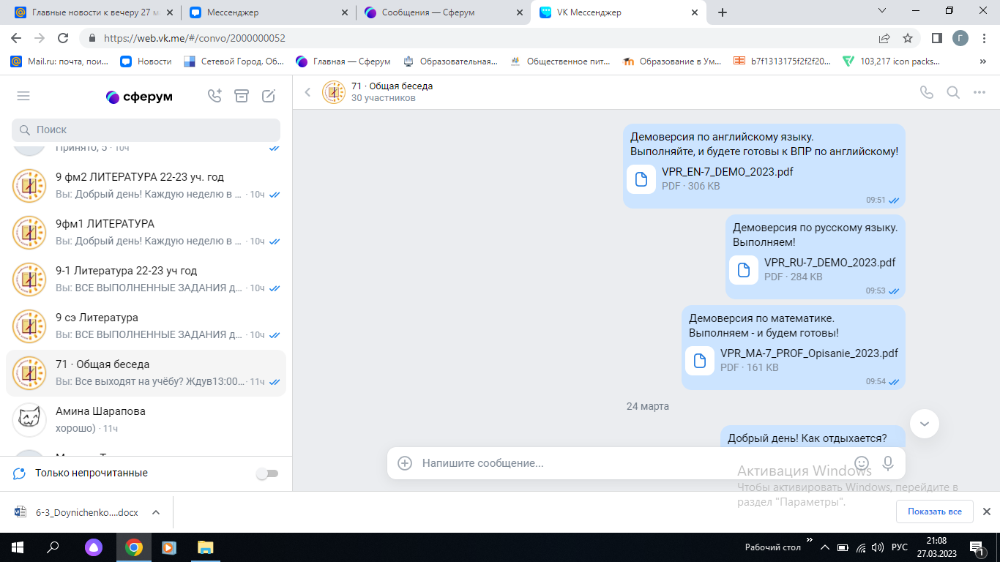 Главные новости к вечеру 27 м
Мессенджер
Сообщения — Сферум
VK Мессенджер
https://web.vk.me/#/convo/2000000052
Г
Mail.ru: почта, пои...
Новости
Сетевой Город. Об...
Главная — Сферум
Образовательная...
Общественное пит...
Образование в Ум...
b7f1313175f2f2f20...
103,217 icon packs...
сферум
Поиск
Принято, 5 · 10ч
9 фм2 ЛИТЕРАТУРА 22-23 уч. год
Вы: Добрый день! Каждую неделю в ... · 10ч
9фм1 ЛИТЕРАТУРА
Вы: Добрый день! Каждую неделю в ... · 10ч
9-1 Литература 22-23 уч год
Вы: ВСЕ ВЫПОЛНЕННЫЕ ЗАДАНИЯ д... · 10ч
9 сэ Литература
Вы: ВСЕ ВЫПОЛНЕННЫЕ ЗАДАНИЯ д... · 10ч
71 · Общая беседа
Вы: Все выходят на учёбу? Ждув13:00... · 11ч
Амина Шарапова
хорошо) · 11ч
Только непрочитанные
71 · Общая беседа
30 участников
Демоверсия по английскому языку.
Выполняйте, и будете готовы к ВПР по английскому!
VPR_EN-7_DEMO_2023.pdf
PDF · 306 KB
09:51
Демоверсия по русскому языку.
Выполняем!
VPR_RU-7_DEMO_2023.pdf
PDF · 284 KB
09:53
Демоверсия по математике.
Выполняем - и будем готовы!
VPR_MA-7_PROF_Opisanie_2023.pdf
PDF · 161 KB
09:54
24 марта
Добрый день! Как отдыхается?
Напишите сообщение...
Активация Windows
Чтобы активировать Windows, перейдите в
раздел "Параметры".
6-3_Doynichenko....docx
Показать все
Рабочий стол
РУС
21:08
27.03.2023
1